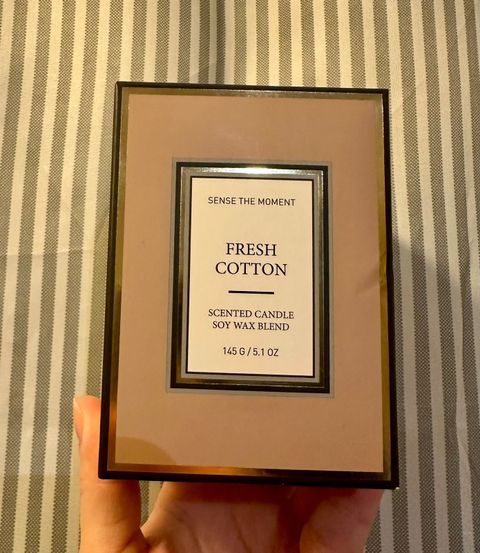 SENSE THE MOMENT
FRESH
COTTON
SCENTED CANDLE
SOY WAX BLEND
145 G / 5.1 OZ